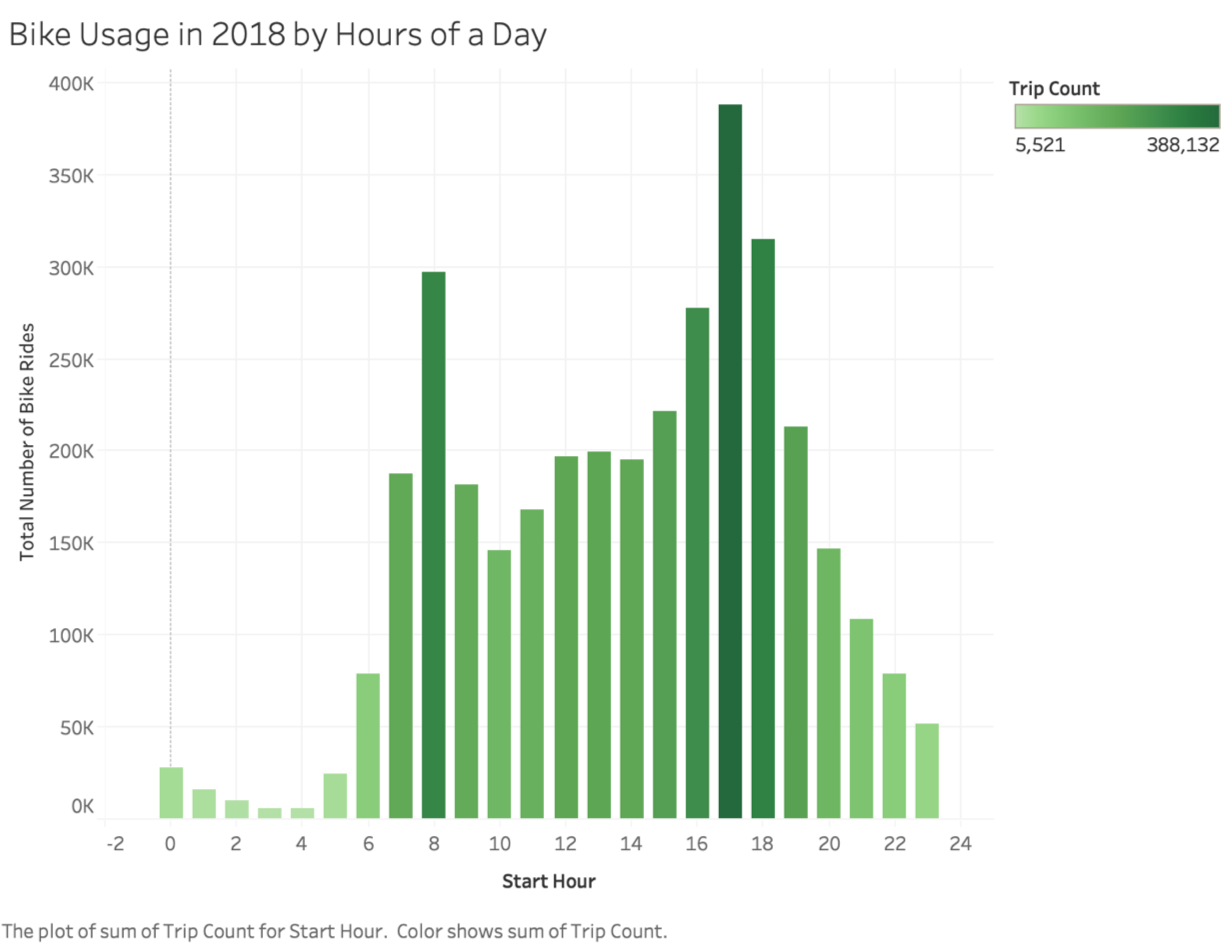 Bike Usage in 2018 by Hours of a Day
Trip Count
5,521 388,132
Total Number of Bike Rides
400K
350K
300K
250K
200K
150K
100K
50K
0K
-2 0 2 4 6 8 10 12 14 16 18 20 22 24
Start Hour
The plot of sum of Trip Count for Start Hour.  Color shows sum of Trip Count.